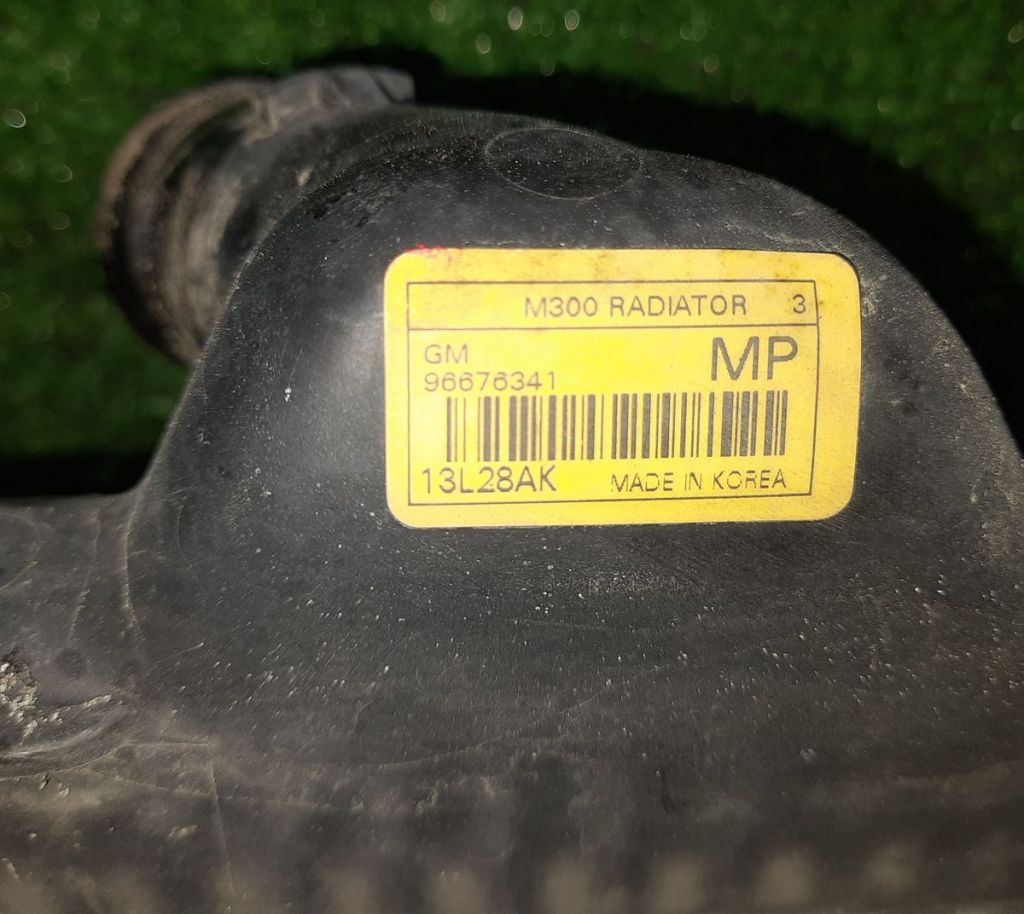 M300 RADIATOR 3
GM MP
96676341
13L28AK MADE IN KOREA